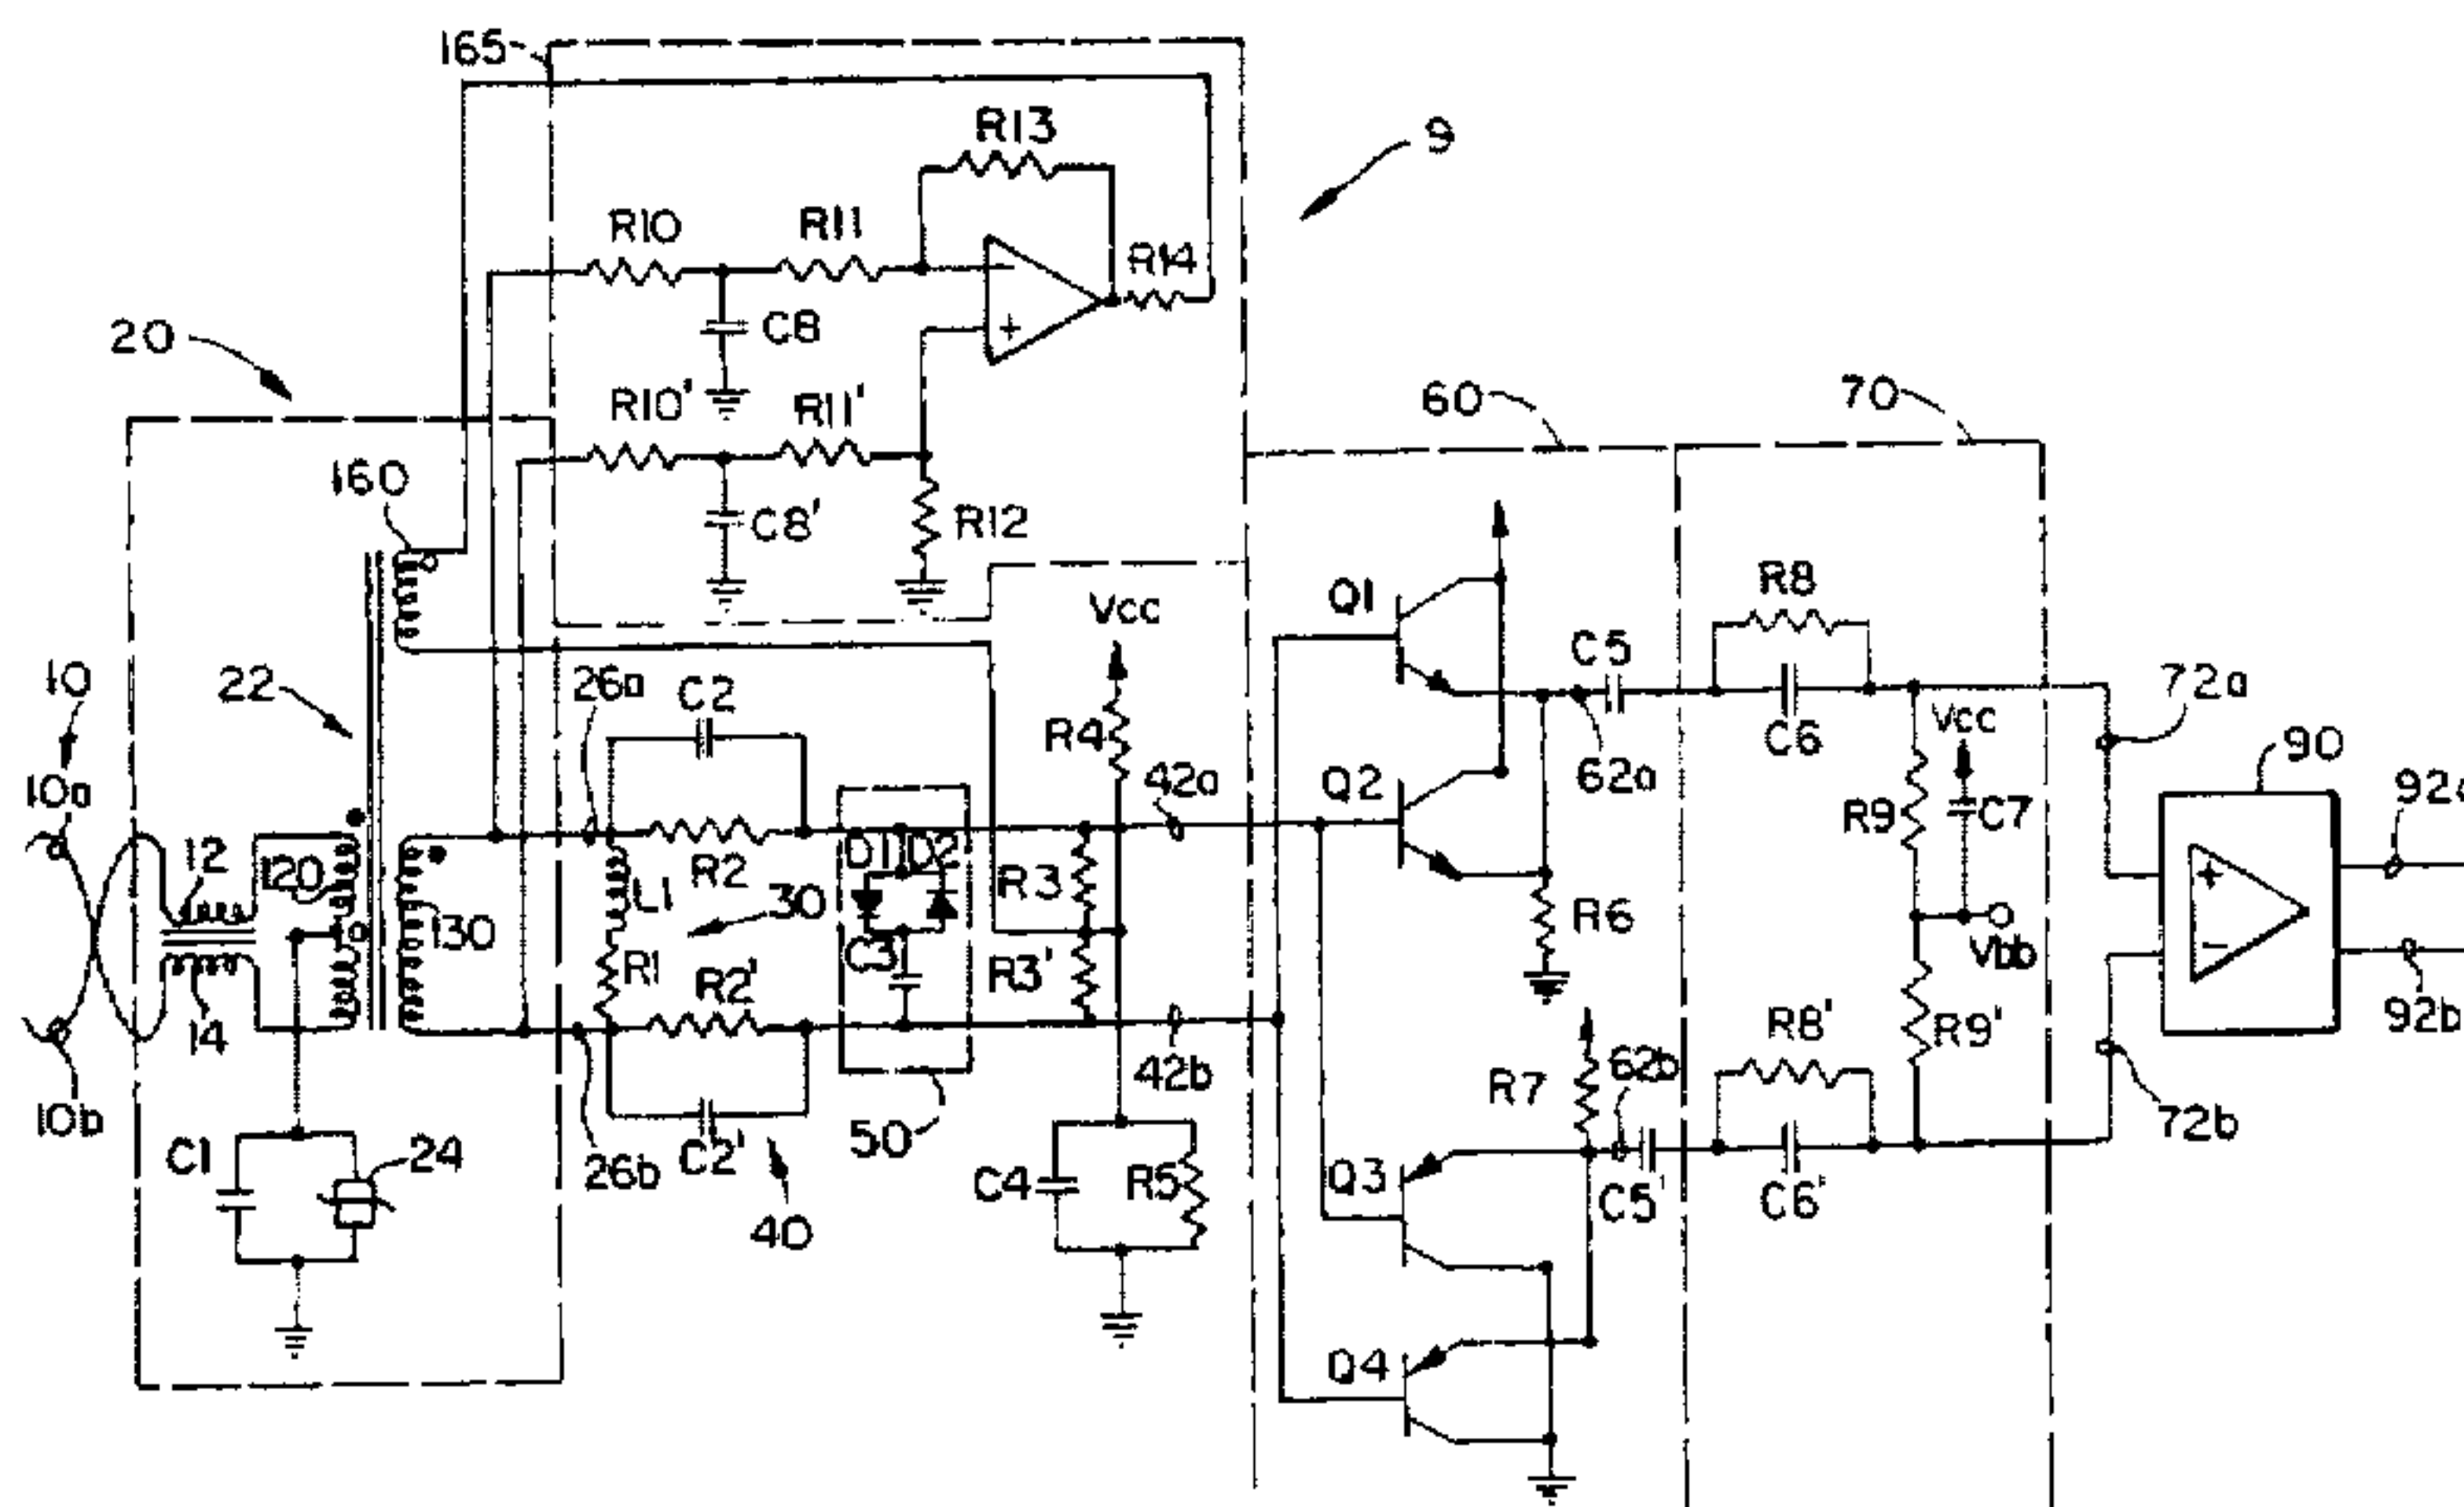 165
R13
9
R10
R11
R14
C8
20
R10'
R11'
60
70
160
C8'
R12
Vcc
Q1
R8
10
22
26a
C2
C5
72a
R4
C6
Vcc
90
62a
10a
12
120
42a
Q2
R9
C7
92
D1
D2
R2
L1
30
R3
130
R6
C3
R1
R2'
R3'
Vbb
14
R8'
R9'
92b
42b
62b
R7
10b
50
72b
C1
24
26b
C2'
C4
R5
Q3
C5'
C6'
40
Q4